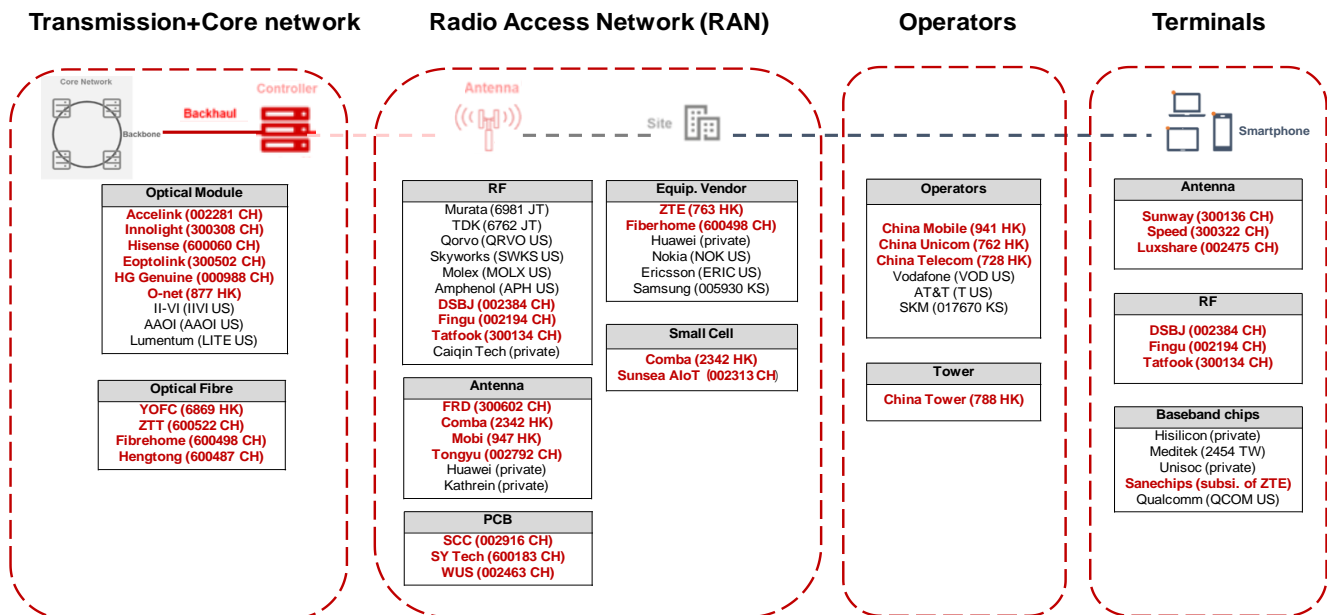 Transmission+Core network
Core Network
Backbone
Backhaul
Controller
Optical Module
Accelink (002281 CH)
Innolight (300308 CH)
Hisense (600060 CH)
Eoptolink (300502 CH)
HG Genuine (000988 CH)
O-net (877 HK)
II-VI (IIVI US)
AAOI (AAOI US)
Lumentum (LITE US)
Optical Fibre
YOFC (6869 HK)
ZTT (600522 CH)
Fibrehome (600498 CH)
Hengtong (600487 CH)
Radio Access Network (RAN)
Antenna
Site
RF
Murata (6981 JT)
TDK (6762 JT)
Qorvo (QRVO US)
Skyworks (SWKS US)
Molex (MOLX US)
Amphenol (APH US)
DSBJ (002384 CH)
Fingu (002194 CH)
Tatfook (300134 CH)
Caiqin Tech (private)
Antenna
FRD (300602 CH)
Comba (2342 HK)
Mobi (947 HK)
Tongyu (002792 CH)
Huawei (private)
Kathrein (private)
PCB
SCC (002916 CH)
SY Tech (600183 CH)
WUS (002463 CH)
Equip. Vendor
ZTE (763 HK)
Fiberhome (600498 CH)
Huawei (private)
Nokia (NOK US)
Ericsson (ERIC US)
Samsung (005930 KS)
Small Cell
Comba (2342 HK)
Sunsea AIoT (002313 CH)
Operators
Operators
China Mobile (941 HK)
China Unicom (762 HK)
China Telecom (728 HK)
Vodafone (VOD US)
AT&T (T US)
SKM (017670 KS)
Tower
China Tower (788 HK)
Terminals
Smartphone
Antenna
Sunway (300136 CH)
Speed (300322 CH)
Luxshare (002475 CH)
RF
DSBJ (002384 CH)
Fingu (002194 CH)
Tatfook (300134 CH)
Baseband chips
Hisilicon (private)
Meditek (2454 TW)
Unisoc (private)
Sanechips (subsi. of ZTE)
Qualcomm (QCOM US)